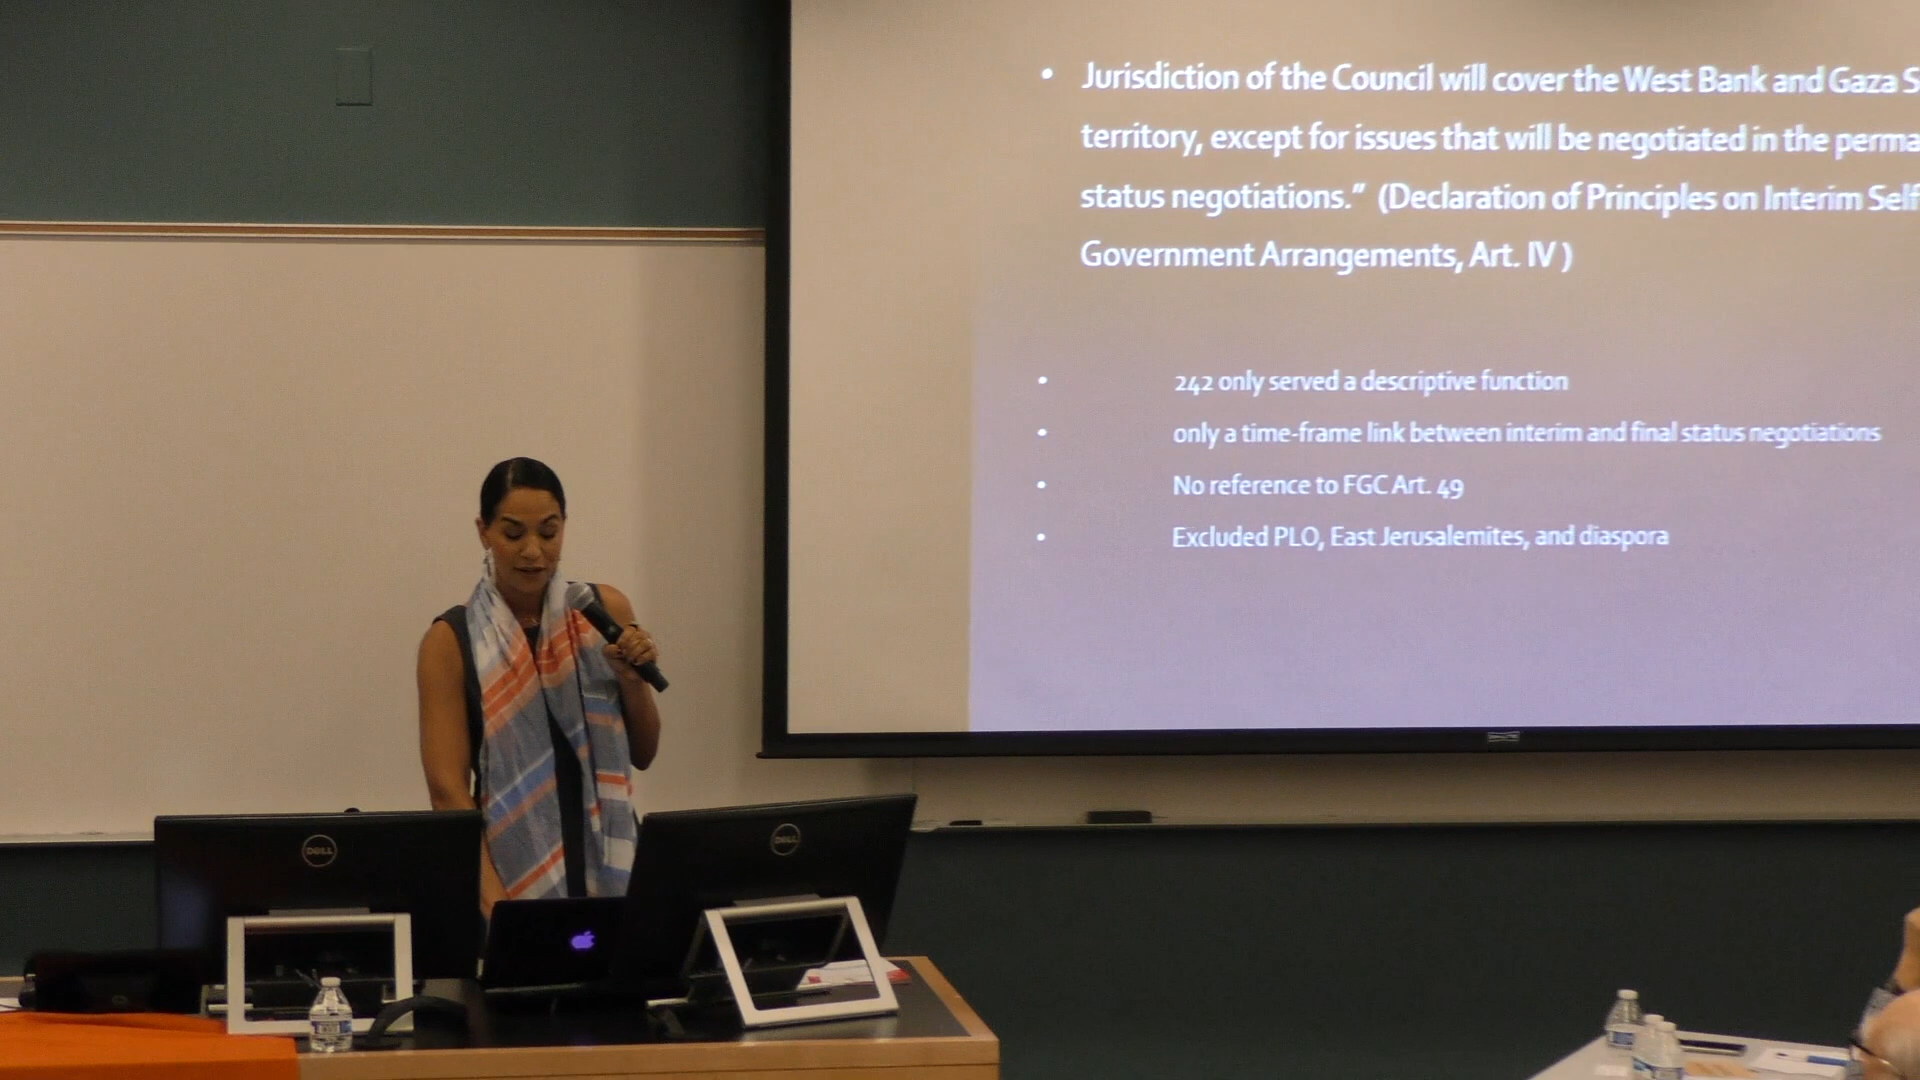 • Jurisdiction of the Council will cover the West Bank and Gaza S
territory, except for issues that will be negotiated in the perma
status negotiations.” (Declaration of Principles on Interim Self
Government Arrangements, Art. IV )
• 242 only served a descriptive function
• only a time-frame link between interim and final status negotiations
• No reference to FGC Art. 49
• Excluded PLO, East Jerusalemites, and diaspora
DELL
DELL